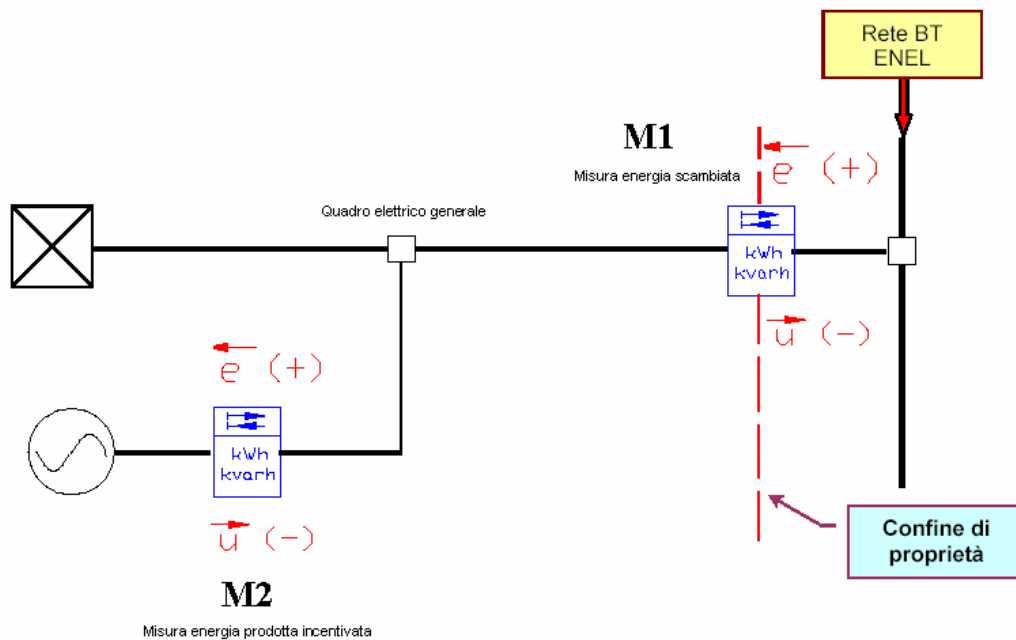 Rete BT
ENEL
M1
Misura energia scambiata
e (+)
Quadro elettrico generale
kWh
kvarh
u (-)
e (+)
kWh
kvarh
u (-)
Confine di
proprietà
M2
Misura energia prodotta incentivata